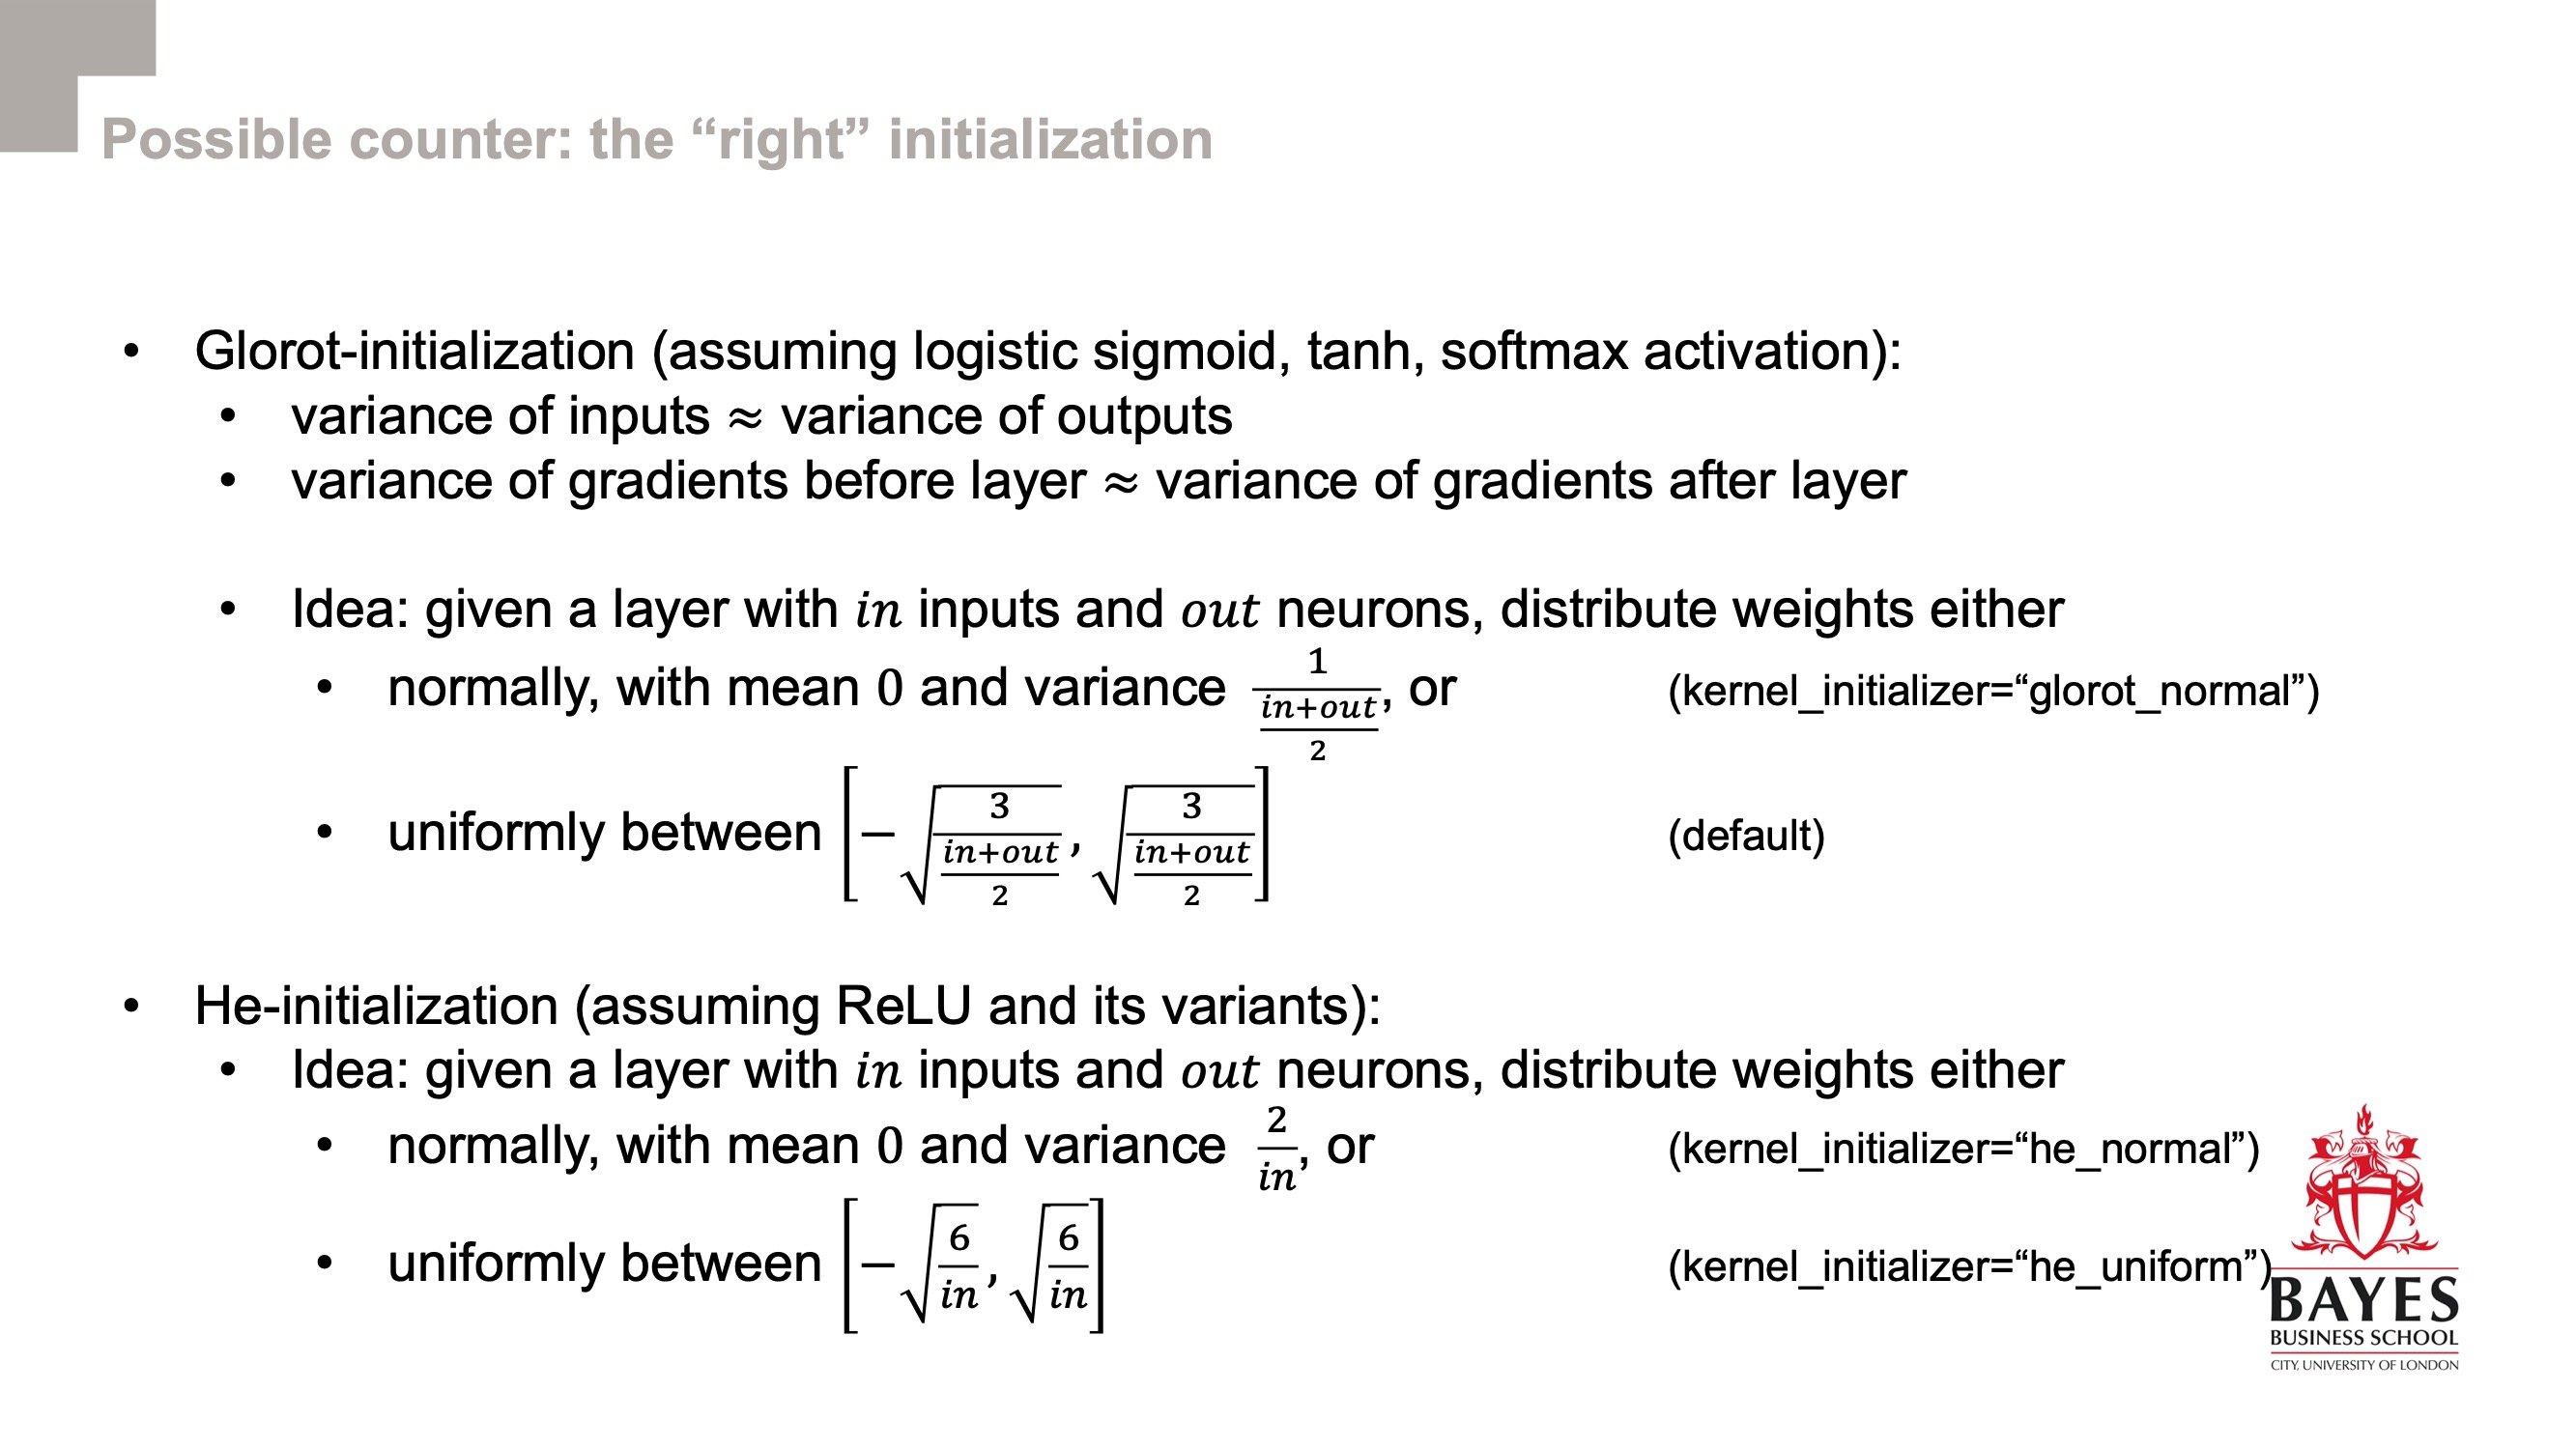 Possible counter: the “right” initialization
• Glorot-initialization (assuming logistic sigmoid, tanh, softmax activation):
• variance of inputs ≈ variance of outputs
• variance of gradients before layer ≈ variance of gradients after layer
• Idea: given a layer with in inputs and out neurons, distribute weights either
• normally, with mean 0 and variance $\frac{1}{\frac{in+out}{2}}$, or (kernel_initializer=“glorot_normal”)
• uniformly between $\left[-\sqrt{\frac{3}{\frac{in+out}{2}}}, \sqrt{\frac{3}{\frac{in+out}{2}}}\right]$ (default)
• He-initialization (assuming ReLU and its variants):
• Idea: given a layer with in inputs and out neurons, distribute weights either
• normally, with mean 0 and variance $\frac{2}{in}$, or (kernel_initializer=“he_normal”)
• uniformly between $\left[-\sqrt{\frac{6}{in}}, \sqrt{\frac{6}{in}}\right]$ (kernel_initializer=“he_uniform”)
BAYES
BUSINESS SCHOOL
CITY, UNIVERSITY OF LONDON